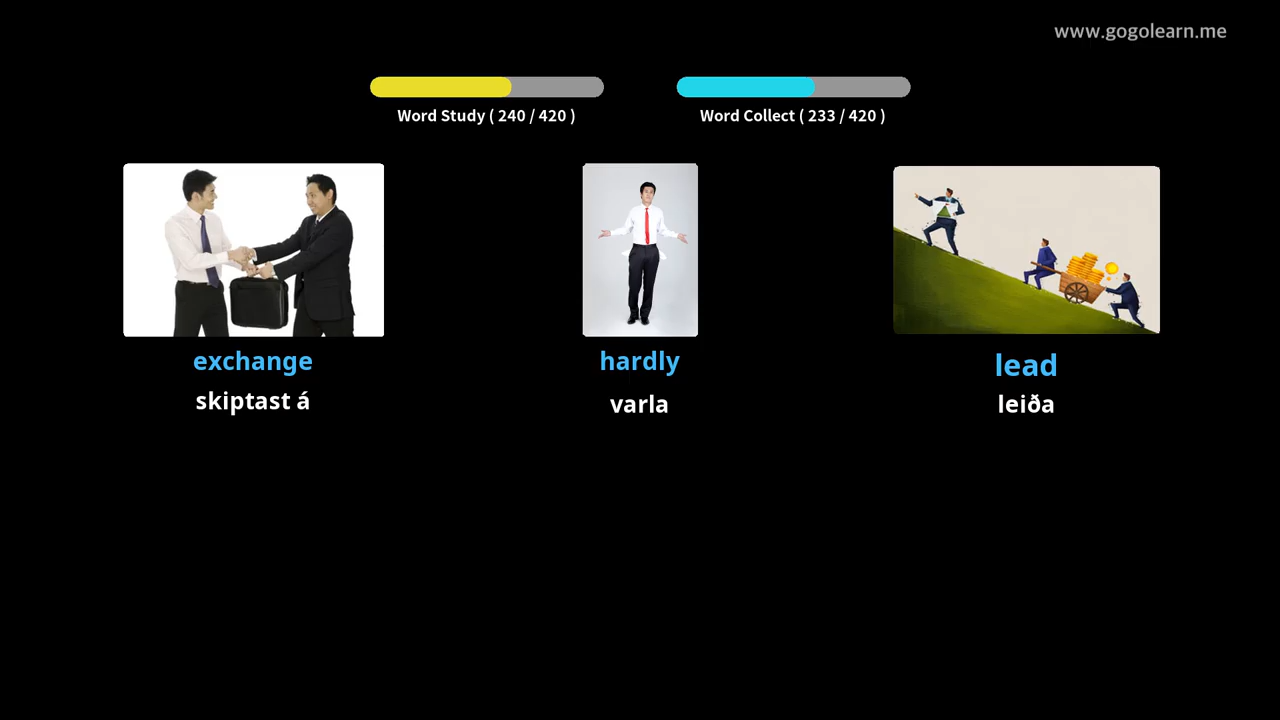 www.gogolearn.me
Word Study ( 240 / 420 )
Word Collect ( 233 / 420 )
exchange
skiptast á
hardly
varla
lead
leiða